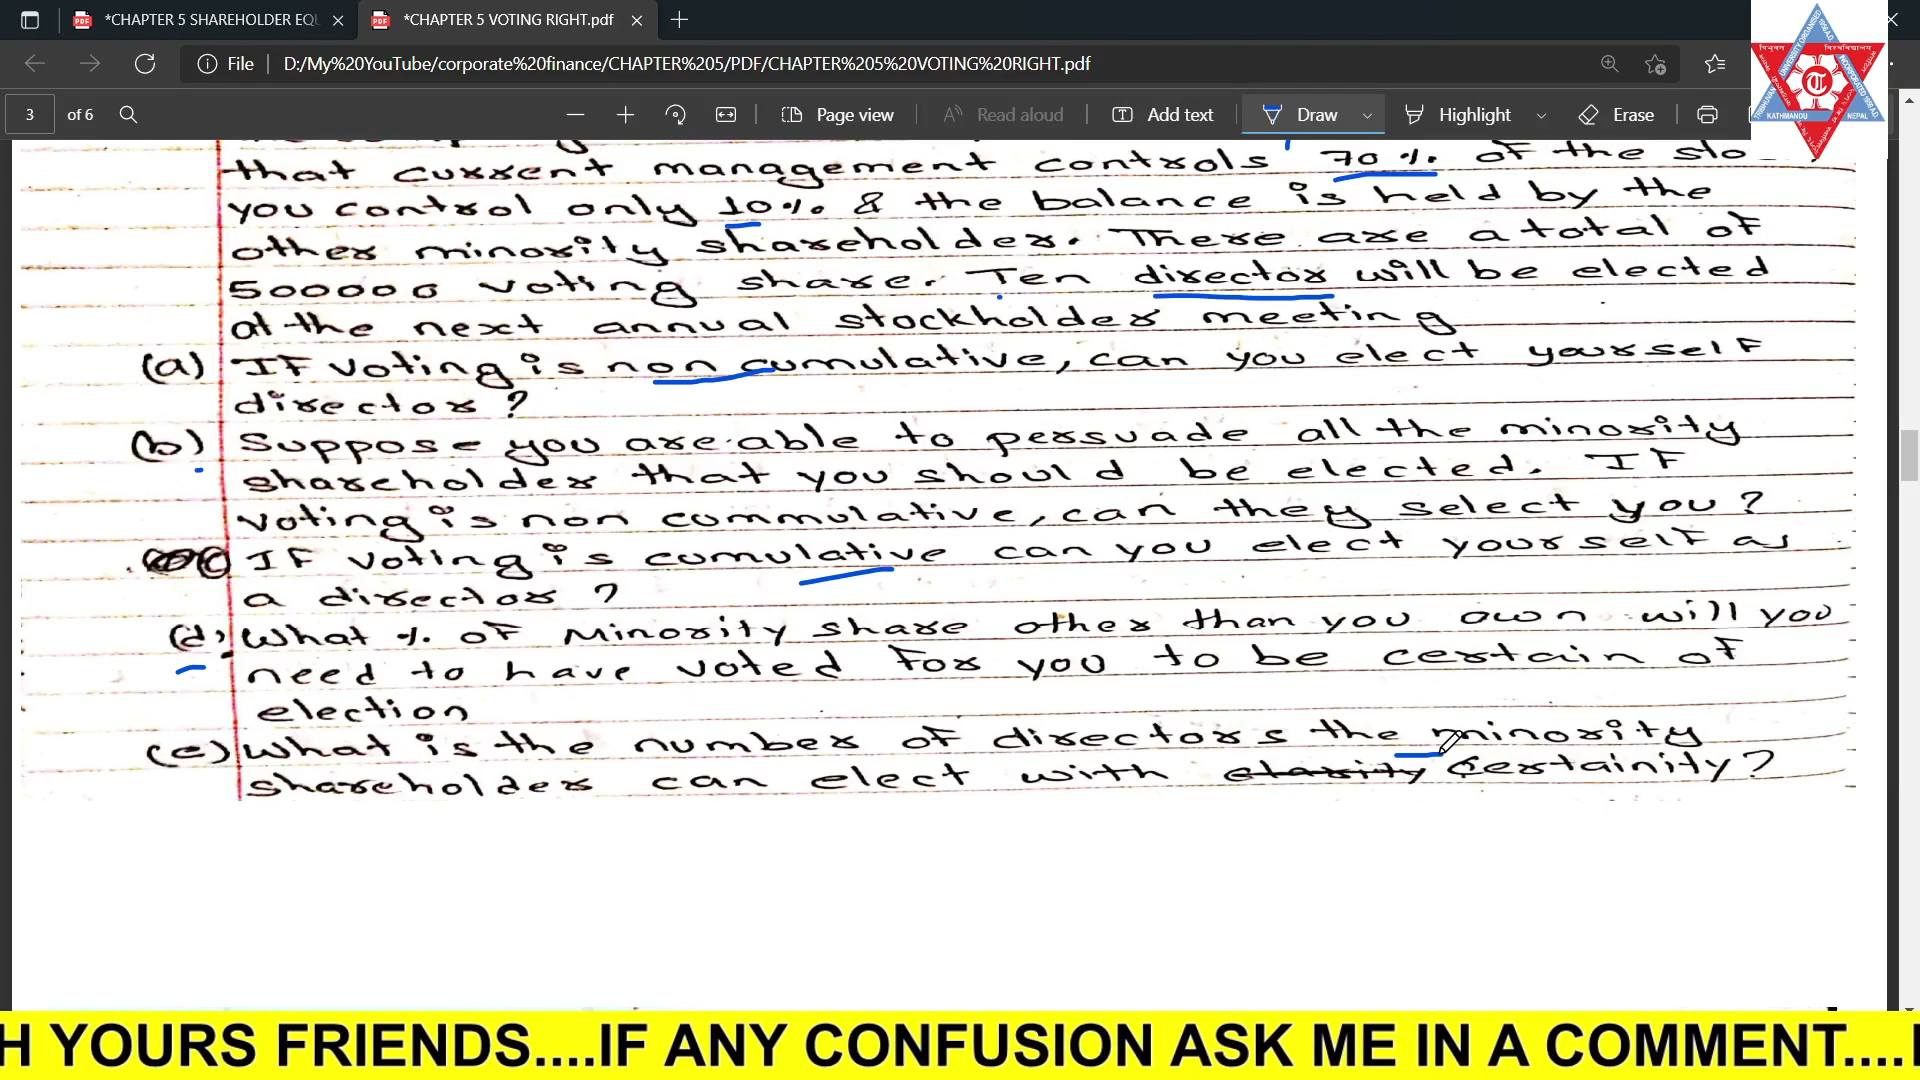 *CHAPTER 5 SHAREHOLDER EQU
*CHAPTER 5 VOTING RIGHT.pdf
File D:/My%20YouTube/corporate%20finance/CHAPTER%205/PDF/CHAPTER%205%20VOTING%20RIGHT.pdf
3 of 6 Page view Read aloud Add text Draw Highlight Erase
KATHMANDU NEPAL
that current management controls 70% of the
you control only 10% & the balance is held by the
other minority shareholder. There are a total of
500000 voting share. Ten director will be elected
at the next annual stockholder meeting
(a) IF voting is non cumulative, can you elect yourself
director?
(b) Suppose you are able to persuade all the minority
shareholder that you should be elected. IF
voting is non commulative, can they select you?
IF voting is cumulative can you elect yourself as
a director ?
(d) What % of Minority share other than you own will you
need to have voted for you to be certain of
election
(e) What is the number of directors the minority
shareholder can elect with certainity?
H YOURS FRIENDS....IF ANY CONFUSION ASK ME IN A COMMENT....